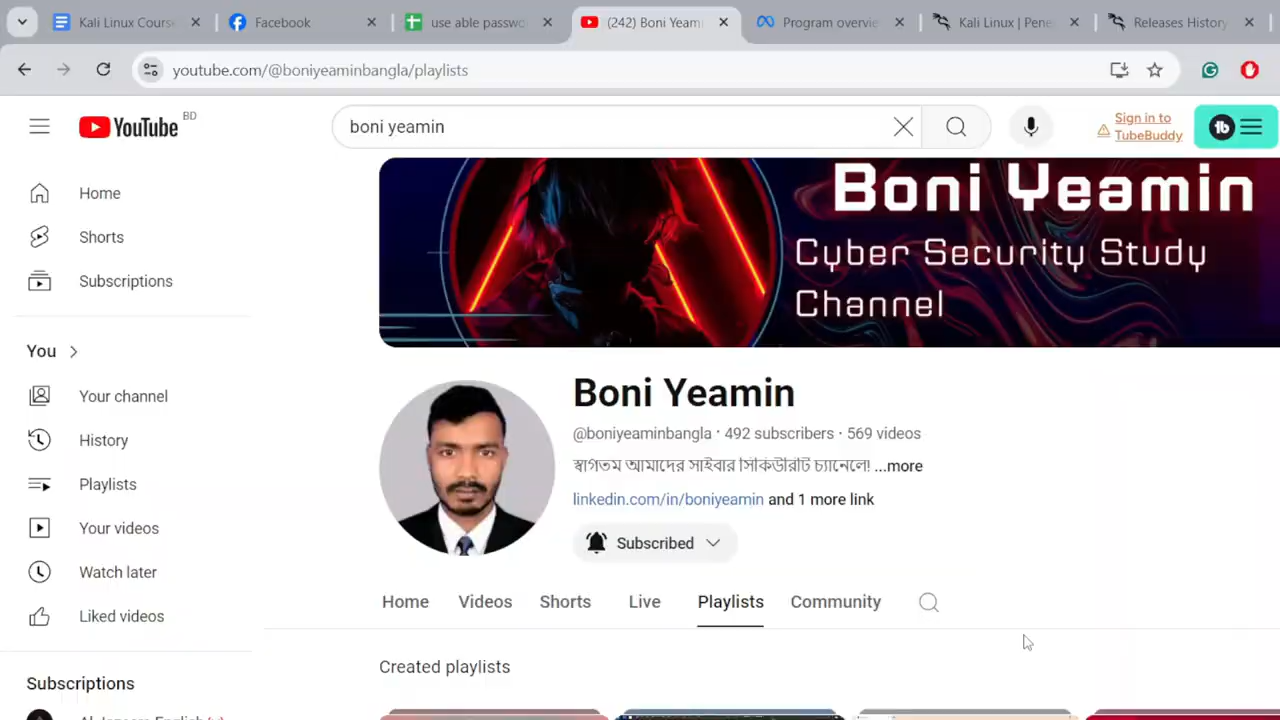 Kali Linux Cours
Facebook
use able passwo
(242) Boni Yeam
Program overvie
Kali Linux | Pene
Releases History
youtube.com/@boniyeaminbangla/playlists
YouTube BD
boni yeamin
Sign in to
TubeBuddy
tb
Home
Shorts
Subscriptions
You
Your channel
History
Playlists
Your videos
Watch later
Liked videos
Subscriptions
Boni Yeamin
Cyber Security Study
Channel
Boni Yeamin
@boniyeaminbangla · 492 subscribers · 569 videos
স্বাগতম আমাদের সাইবার সিকিউরিটি চ্যানেলে! ...more
linkedin.com/in/boniyeamin and 1 more link
Subscribed
Home Videos Shorts Live Playlists Community
Created playlists